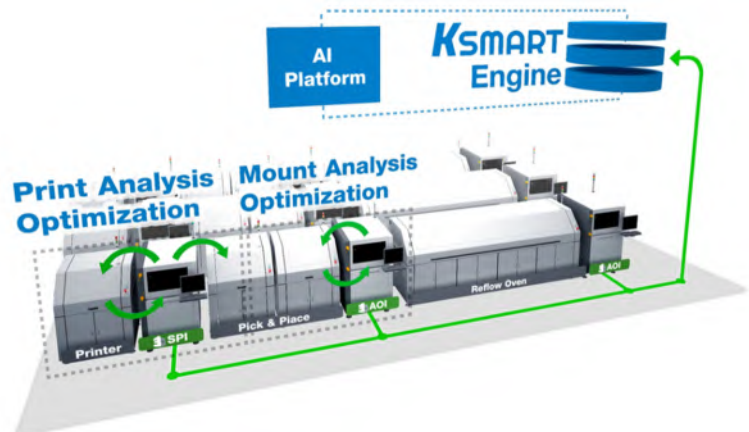 AI
Platform
KSMART
Engine
Print Analysis
Optimization
Mount Analysis
Optimization
Printer
SPI
Pick & Place
AOI
Reflow Oven
AOI